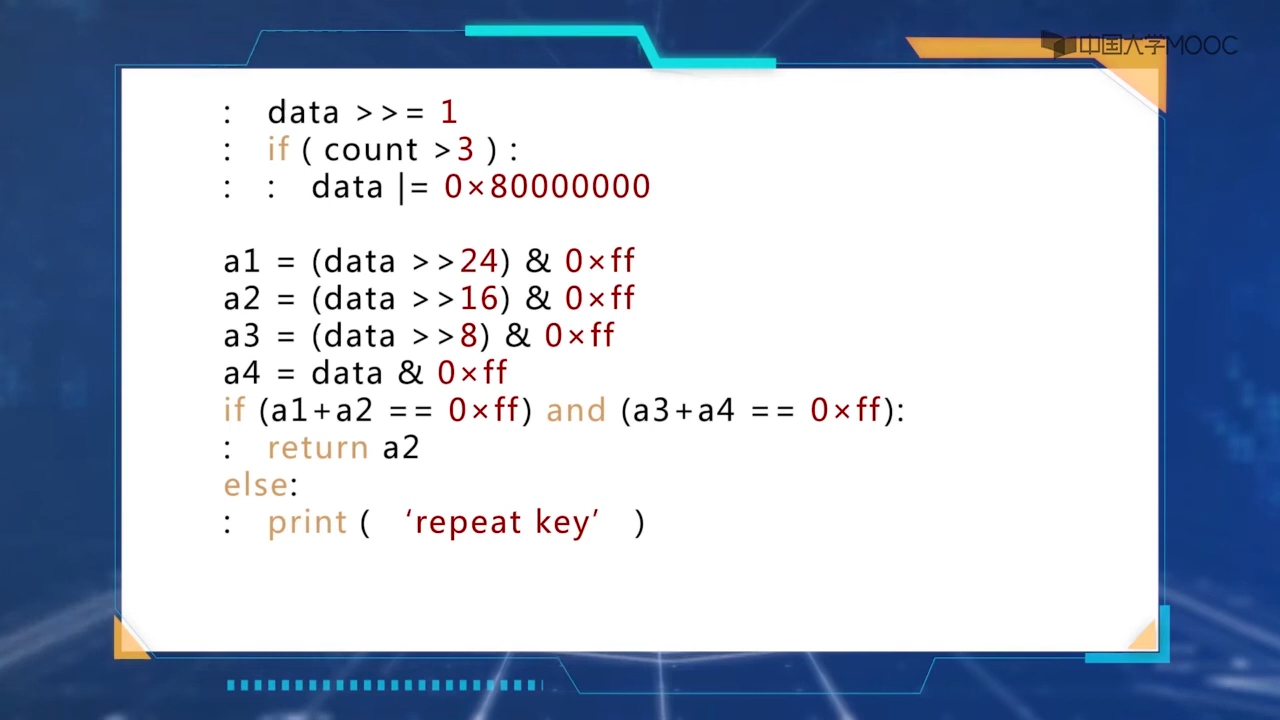 中国大学MOOC
: data >>= 1
: if ( count >3 ) :
: : data |= 0×80000000
a1 = (data >>24) & 0×ff
a2 = (data >>16) & 0×ff
a3 = (data >>8) & 0×ff
a4 = data & 0×ff
if (a1+a2 == 0×ff) and (a3+a4 == 0×ff):
: return a2
else:
: print ( ‘repeat key’ )